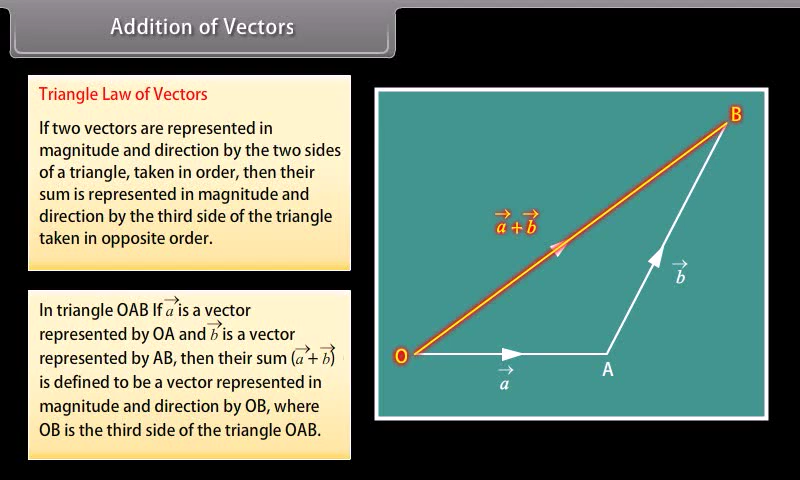 Addition of Vectors
Triangle Law of Vectors
If two vectors are represented in
magnitude and direction by the two sides
of a triangle, taken in order, then their
sum is represented in magnitude and
direction by the third side of the triangle
taken in opposite order.
In triangle OAB If a⃗ is a vector
represented by OA and b⃗ is a vector
represented by AB, then their sum (a⃗ + b⃗)
is defined to be a vector represented in
magnitude and direction by OB, where
OB is the third side of the triangle OAB.
B
a⃗ + b⃗
b⃗
O
A
a⃗